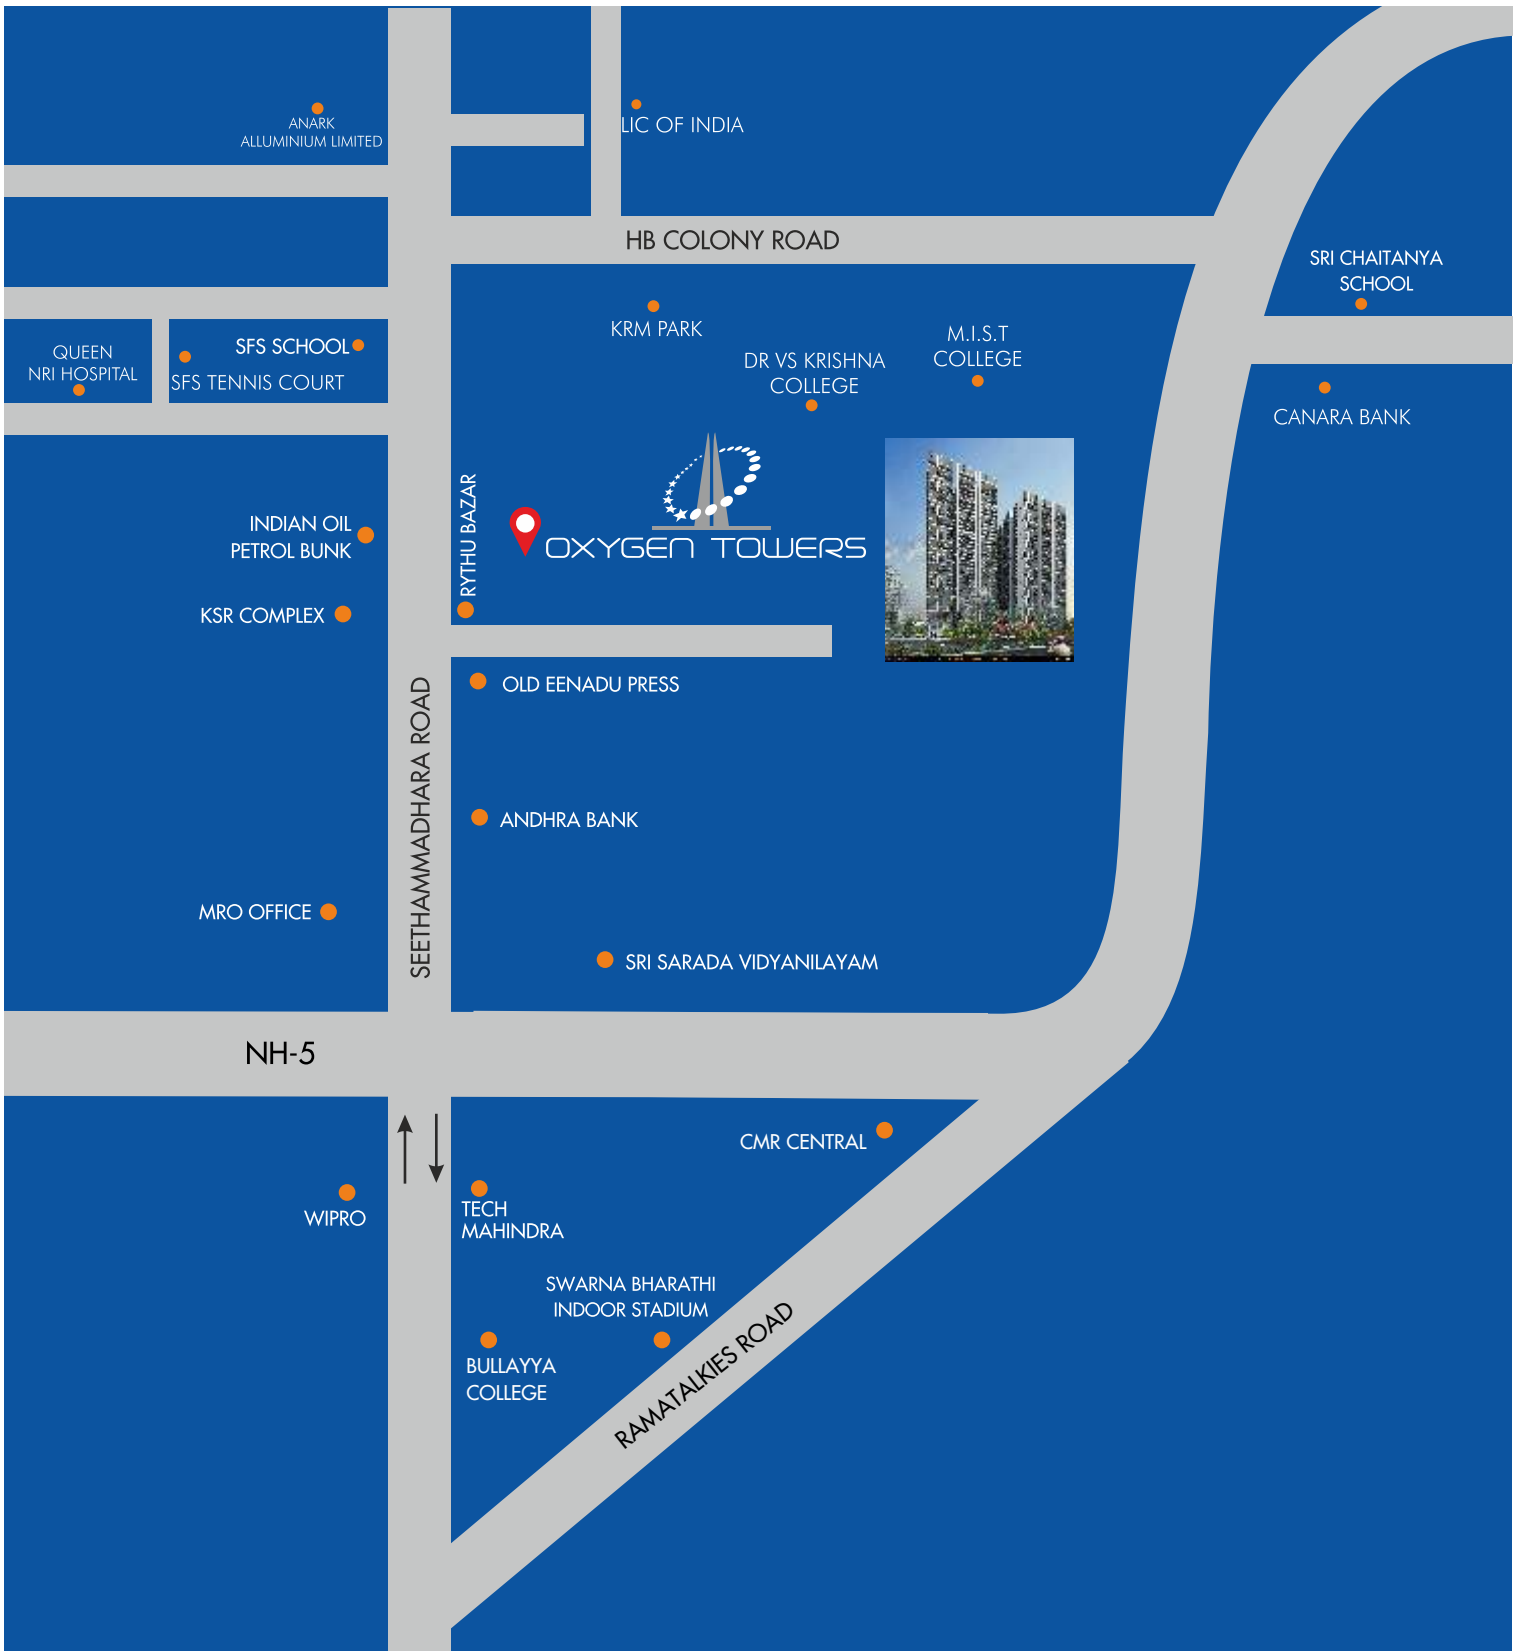 ANARK
ALLUMINIUM LIMITED
LIC OF INDIA
HB COLONY ROAD
SRI CHAITANYA
SCHOOL
KRM PARK
M.I.S.T
COLLEGE
DR VS KRISHNA
COLLEGE
QUEEN
NRI HOSPITAL
SFS SCHOOL
SFS TENNIS COURT
CANARA BANK
RYTHU BAZAR
OXYGEN TOWERS
INDIAN OIL
PETROL BUNK
KSR COMPLEX
OLD EENADU PRESS
SEETHAMMADHARA ROAD
ANDHRA BANK
MRO OFFICE
SRI SARADA VIDYANILAYAM
NH-5
CMR CENTRAL
WIPRO
TECH
MAHINDRA
SWARNA BHARATHI
INDOOR STADIUM
BULLAYYA
COLLEGE
RAMATALKIES ROAD